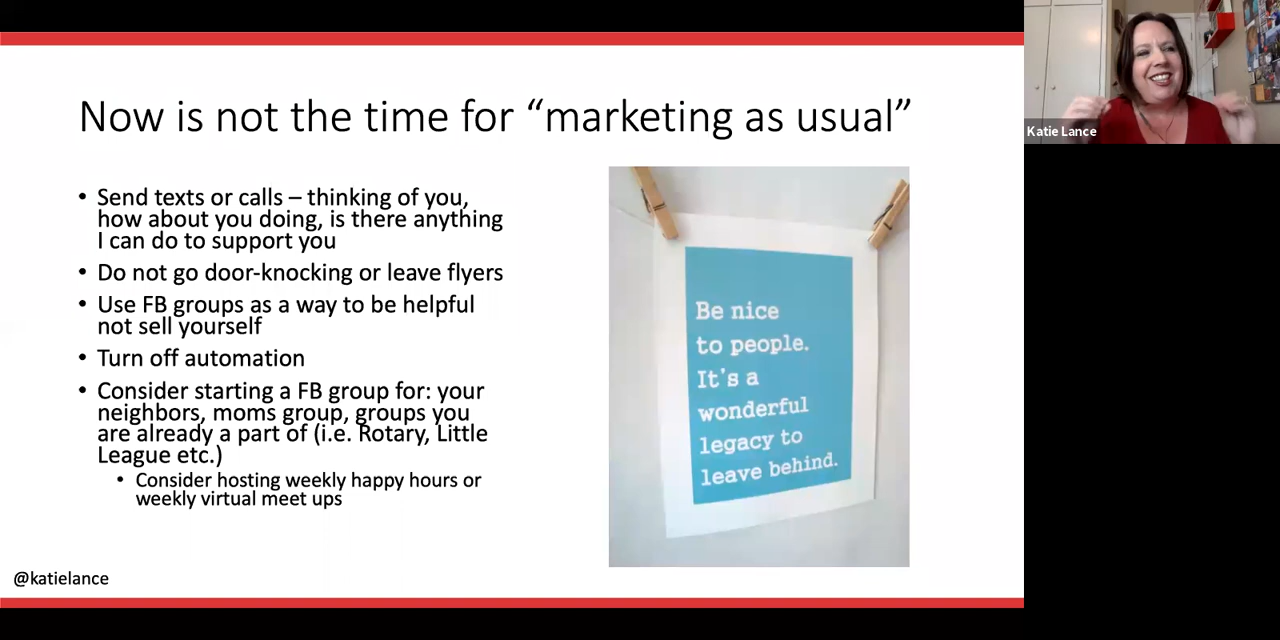 Now is not the time for “marketing as usual”
• Send texts or calls – thinking of you,
how about you doing, is there anything
I can do to support you
• Do not go door-knocking or leave flyers
• Use FB groups as a way to be helpful
not sell yourself
• Turn off automation
• Consider starting a FB group for: your
neighbors, moms group, groups you
are already a part of (i.e. Rotary, Little
League etc.)
• Consider hosting weekly happy hours or
weekly virtual meet ups
Be nice
to people.
It's a
wonderful
legacy to
leave behind.
@katielance
Katie Lance